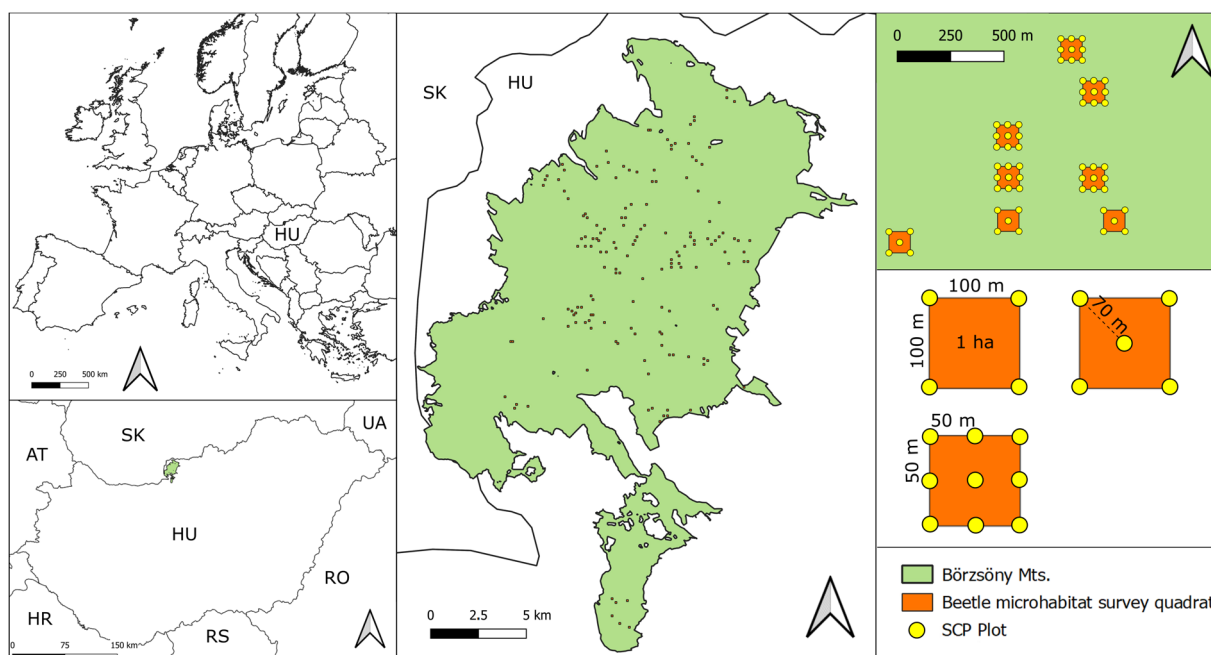 HU
0 250 500 km
SK
UA
AT
HU
RO
HR
RS
0 75 150 km
SK
HU
0 2.5 5 km
0 250 500 m
100 m
100 m
1 ha
70 m
50 m
50 m
Börzsöny Mts.
Beetle microhabitat survey quadrat
SCP Plot